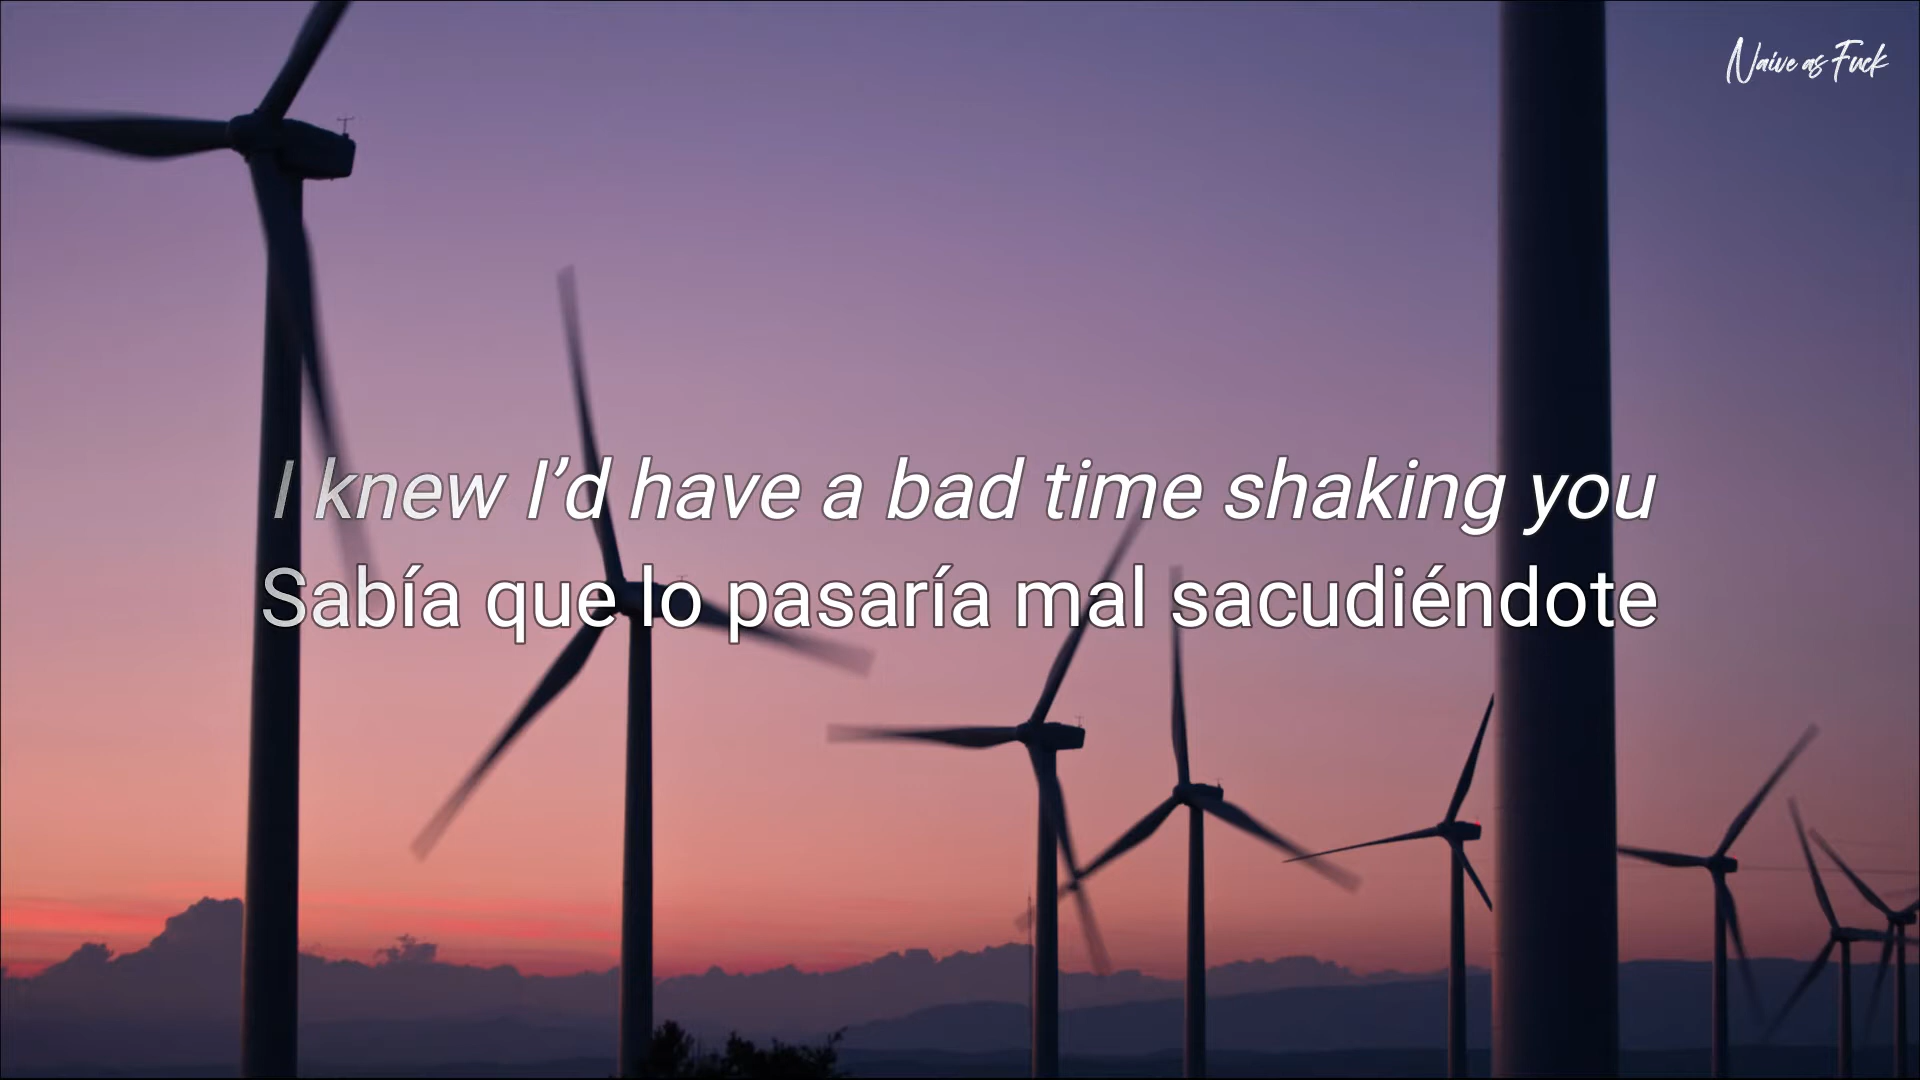 Naive as Fuck
I knew I’d have a bad time shaking you
Sabía que lo pasaría mal sacudiéndote